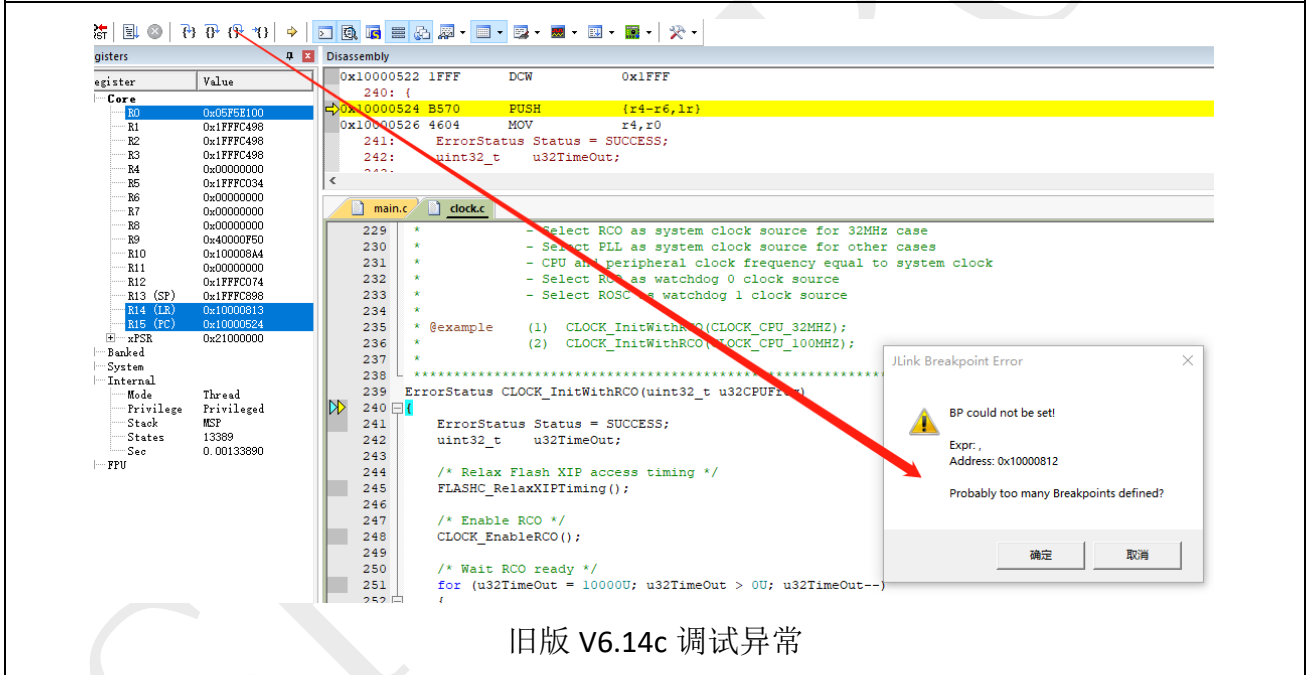 gisters
Disassembly
egister Value
Core
R0 0x05F5E100
R1 0x1FFFC498
R2 0x1FFFC498
R3 0x1FFFC498
R4 0x00000000
R5 0x1FFFC034
R6 0x00000000
R7 0x00000000
R8 0x00000000
R9 0x40000F50
R10 0x100008A4
R11 0x00000000
R12 0x1FFFC074
R13 (SP) 0x1FFFC898
R14 (LR) 0x10000813
R15 (PC) 0x10000524
xPSR 0x21000000
Banked
System
Internal
Mode Thread
Privilege Privileged
Stack MSP
States 13389
Sec 0.00133890
FPU
0x10000522 1FFF DCW 0x1FFF
240: {
0x10000524 B570 PUSH {r4-r6,lr}
0x10000526 4604 MOV r4,r0
241: ErrorStatus Status = SUCCESS;
242: uint32_t u32TimeOut;
main.c clock.c
229 * - Select RCO as system clock source for 32MHz case
230 * - Select PLL as system clock source for other cases
231 * - CPU and peripheral clock frequency equal to system clock
232 * - Select RCO as watchdog 0 clock source
233 * - Select ROSC as watchdog 1 clock source
234 *
235 * @example (1) CLOCK_InitWithRCO(CLOCK_CPU_32MHZ);
236 * (2) CLOCK_InitWithRCO(CLOCK_CPU_100MHZ);
237 *
238
239 ErrorStatus CLOCK_InitWithRCO(uint32_t u32CPUFreq)
240 {
241 ErrorStatus Status = SUCCESS;
242 uint32_t u32TimeOut;
243
244 /* Relax Flash XIP access timing */
245 FLASHC_RelaxXIPTiming();
246
247 /* Enable RCO */
248 CLOCK_EnableRCO();
249
250 /* Wait RCO ready */
251 for (u32TimeOut = 10000U; u32TimeOut > 0U; u32TimeOut--)
252 {
JLink Breakpoint Error
BP could not be set!
Expr: ,
Address: 0x10000812
Probably too many Breakpoints defined?
确定 取消
旧版 V6.14c 调试异常